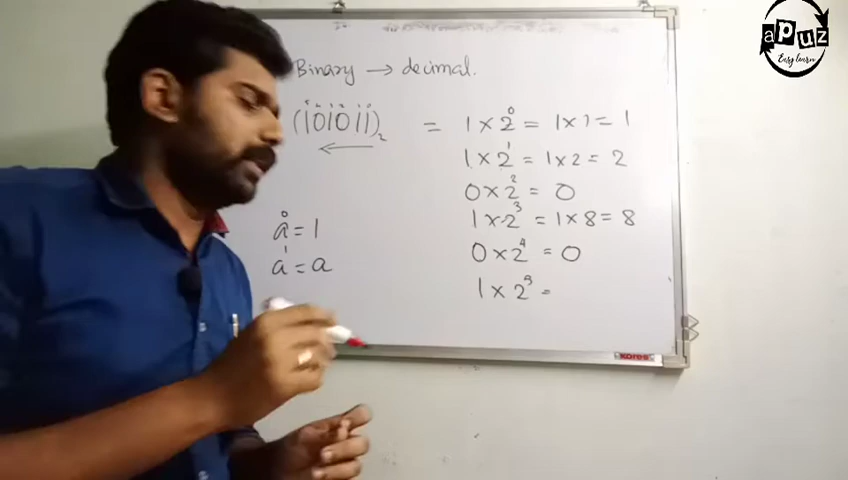 Binary → decimal.
(101011)₂ = 1 × 2⁰ = 1 × 1 = 1
1 × 2¹ = 1 × 2 = 2
0 × 2² = 0
1 × 2³ = 1 × 8 = 8
0 × 2⁴ = 0
1 × 2⁵ =
a⁰ = 1
a¹ = a
kores
apuz
Easy learn